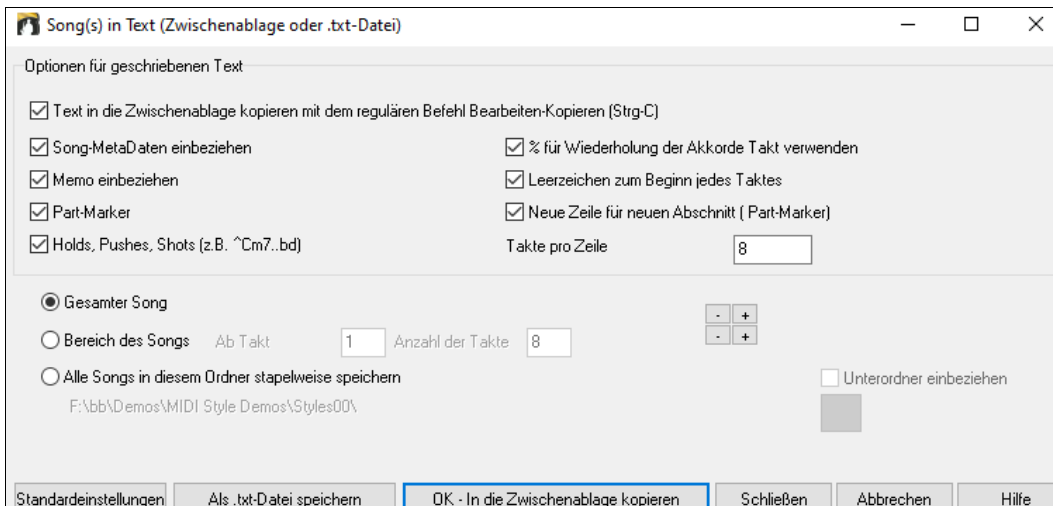 Song(s) in Text (Zwischenablage oder .txt-Datei)
Optionen für geschriebenen Text
Text in die Zwischenablage kopieren mit dem regulären Befehl Bearbeiten-Kopieren (Strg-C)
Song-MetaDaten einbeziehen
% für Wiederholung der Akkorde Takt verwenden
Memo einbeziehen
Leerzeichen zum Beginn jedes Taktes
Part-Marker
Neue Zeile für neuen Abschnitt ( Part-Marker)
Holds, Pushes, Shots (z.B. ^Cm7..bd)
Takte pro Zeile 8
Gesamter Song
- +
Bereich des Songs Ab Takt 1 Anzahl der Takte 8
- +
Alle Songs in diesem Ordner stapelweise speichern
Unterordner einbeziehen
F:\bb\Demos\MIDI Style Demos\Styles00\
Standardeinstellungen Als .txt-Datei speichern OK - In die Zwischenablage kopieren Schließen Abbrechen Hilfe